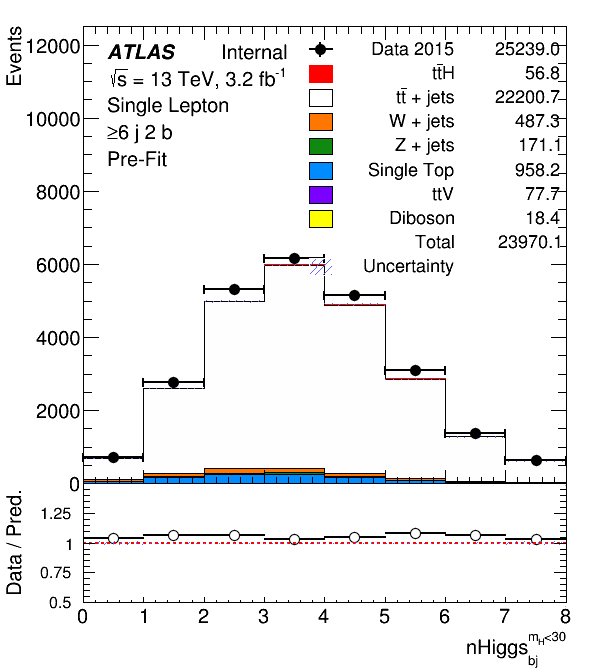 Events
12000
10000
8000
6000
4000
2000
0
ATLAS Internal
√s = 13 TeV, 3.2 fb⁻¹
Single Lepton
≥6 j 2 b
Pre-Fit
Data 2015 25239.0
tt̄H 56.8
tt̄ + jets 22200.7
W + jets 487.3
Z + jets 171.1
Single Top 958.2
ttV 77.7
Diboson 18.4
Total 23970.1
Uncertainty
Data / Pred.
1.25
1
0.75
0.5
0 1 2 3 4 5 6 7 8
nHiggs_bj^m_H<30